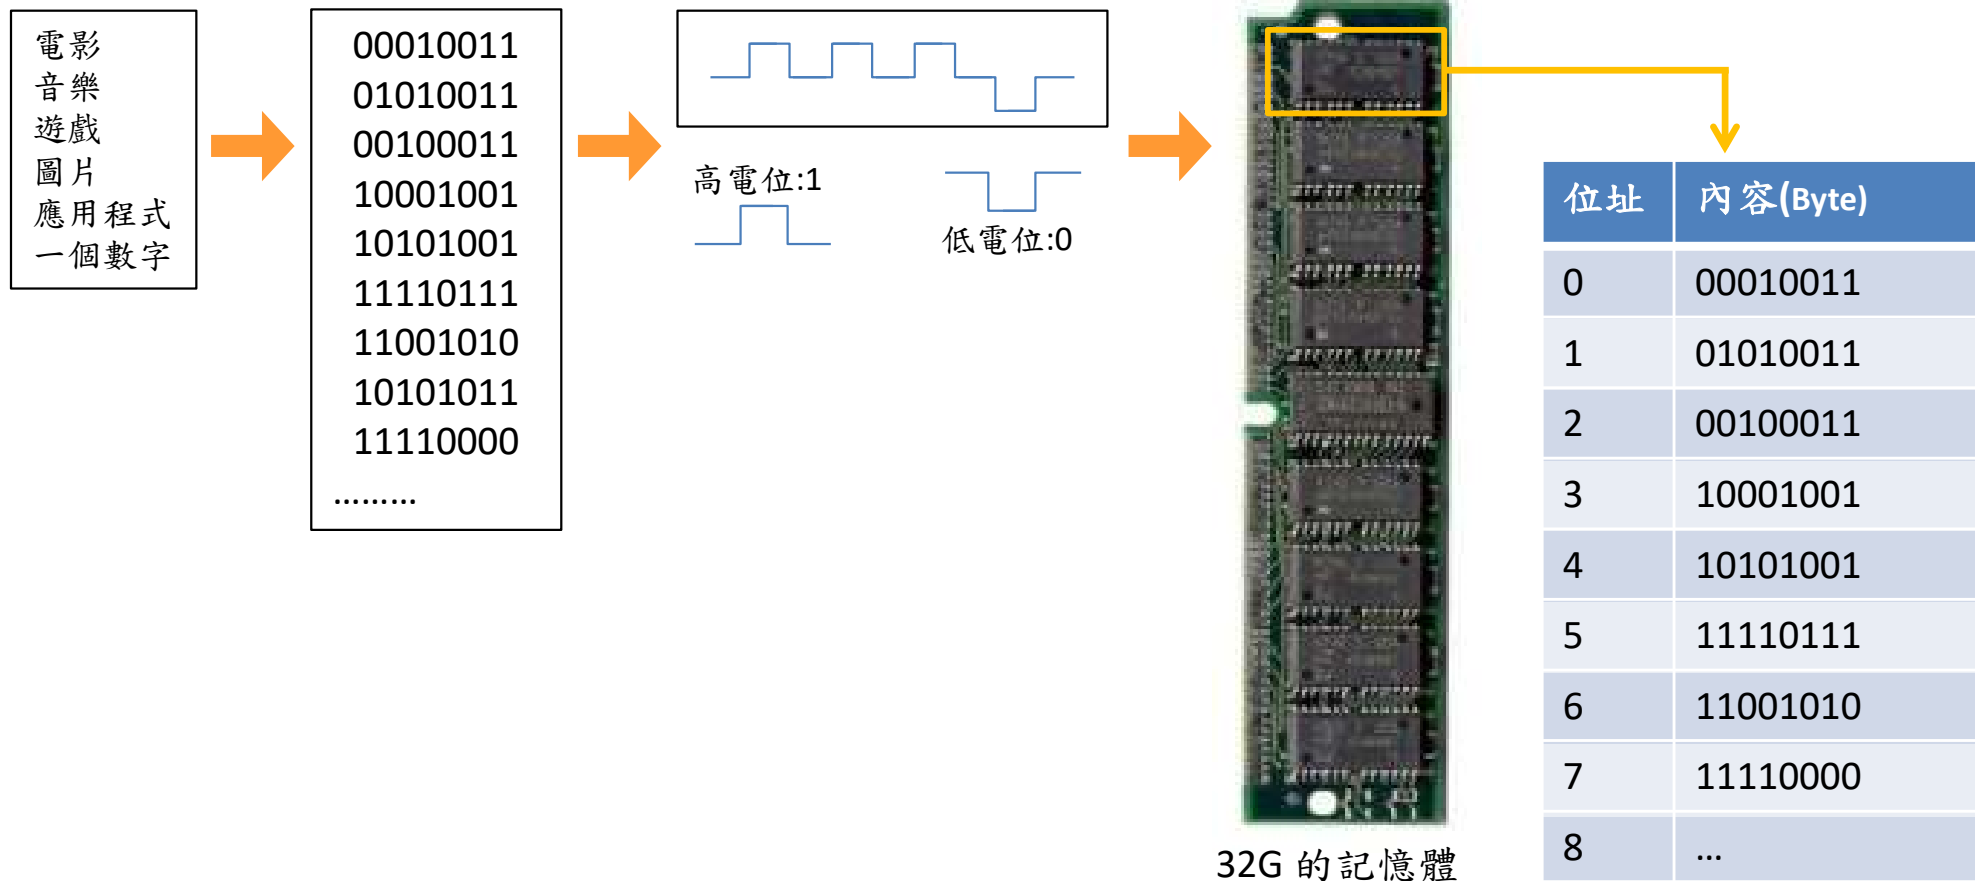 電影
音樂
遊戲
圖片
應用程式
一個數字
00010011
01010011
00100011
10001001
10101001
11110111
11001010
10101011
11110000
………
高電位:1
低電位:0
32G 的記憶體
位址 內容(Byte)
0 00010011
1 01010011
2 00100011
3 10001001
4 10101001
5 11110111
6 11001010
7 11110000
8 …